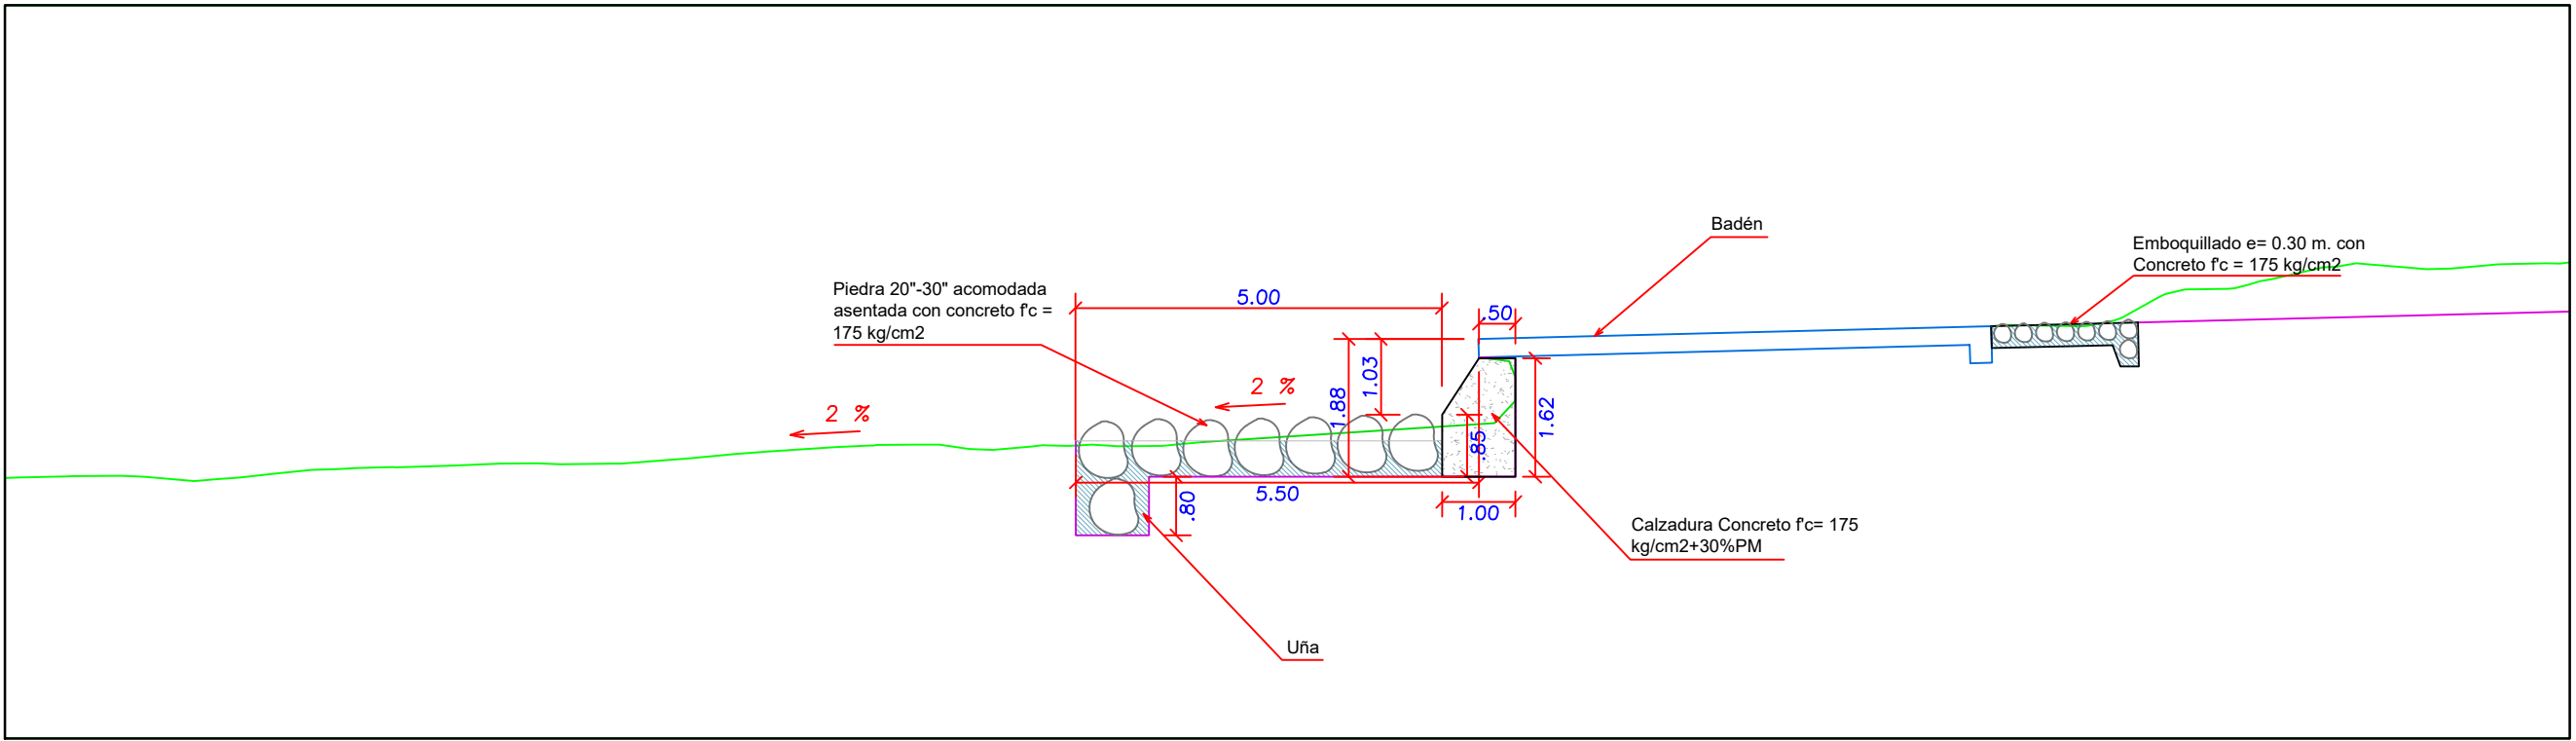 Badén
Emboquillado e= 0.30 m. con
Concreto f'c = 175 kg/cm2
Piedra 20"-30" acomodada
asentada con concreto f'c =
175 kg/cm2
5.00
.50
1.03
1.88
2 %
2 %
1.62
.85
5.50
.80
1.00
Calzadura Concreto f'c= 175
kg/cm2+30%PM
Uña